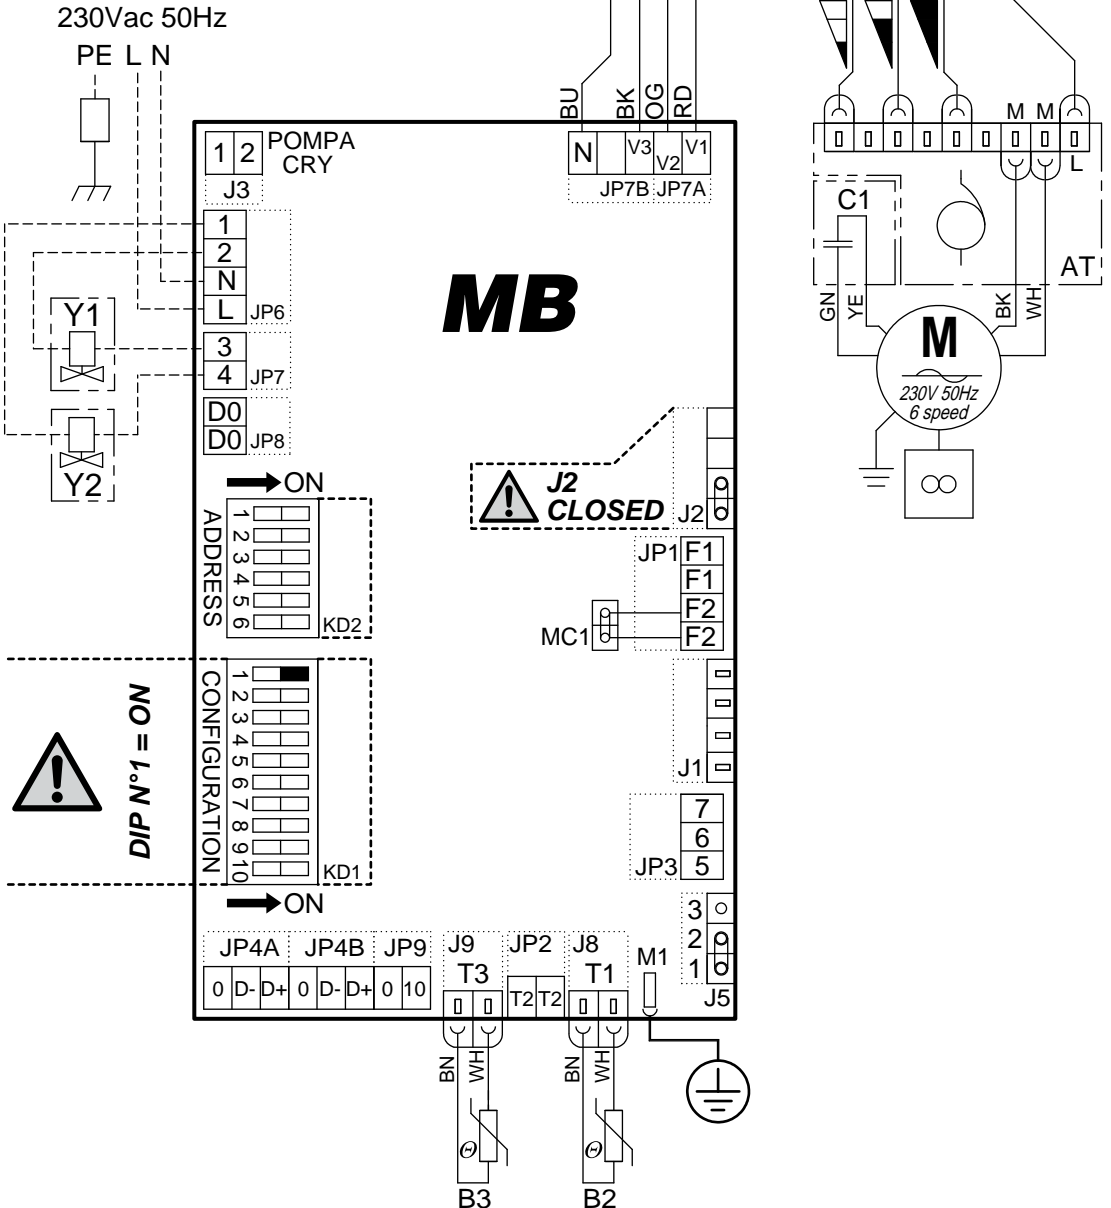 230Vac 50Hz
PE L N
BU
BK
OG
RD
1 2
POMPA
CRY
J3
N
V3
V2
V1
JP7B
JP7A
1
2
N
L
JP6
3
4
JP7
D0
D0
JP8
Y1
Y2
MB
ON
ADDRESS
1
2
3
4
5
6
KD2
CONFIGURATION
1
2
3
4
5
6
7
8
9
10
KD1
ON
DIP N°1 = ON
J2
CLOSED
J2
JP1
F1
F1
F2
F2
MC1
J1
7
6
5
JP3
3
2
1
J5
JP4A
JP4B
JP9
0 D- D+ 0 D- D+ 0 10
J9
T3
JP2
T2 T2
J8
T1
M1
BN
WH
BN
WH
Θ
Θ
B3
B2
M M
L
C1
AT
GN
YE
BK
WH
M
230V 50Hz
6 speed